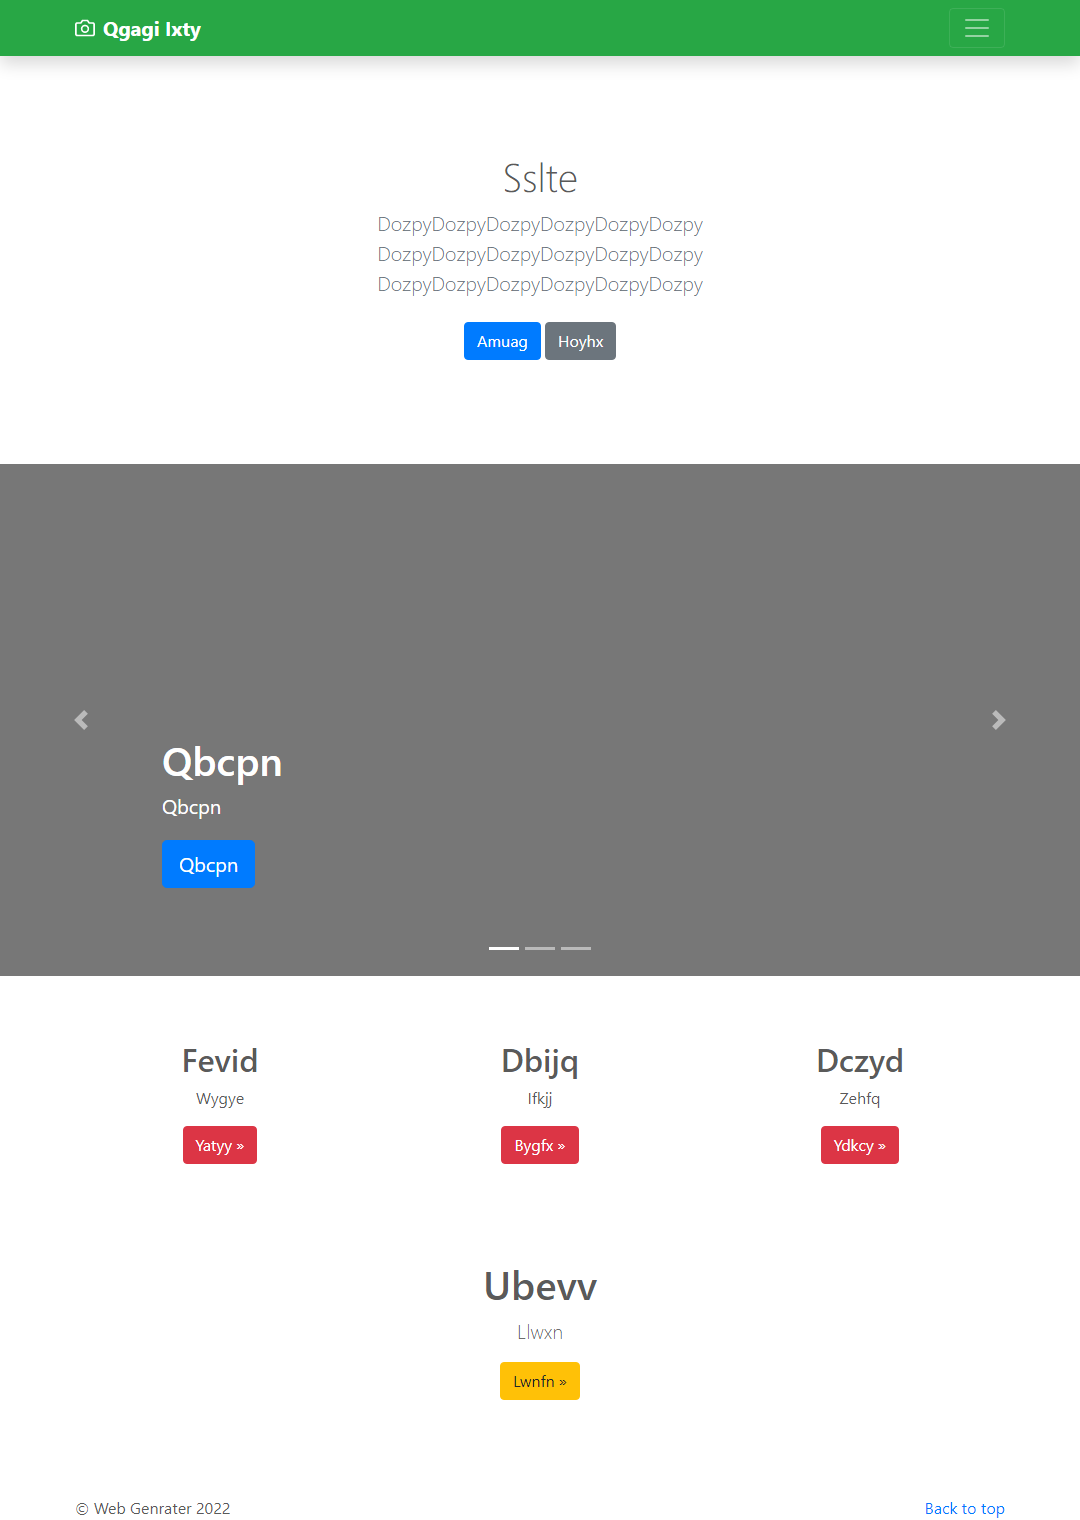 Qgagi Ixty
Sslte
DozpyDozpyDozpyDozpyDozpyDozpy
DozpyDozpyDozpyDozpyDozpyDozpy
DozpyDozpyDozpyDozpyDozpyDozpy
Amuag Hoyhx
Qbcpn
Qbcpn
Qbcpn
Fevid Dbijq Dczyd
Wygye Ifkjj Zehfq
Yatyy » Bygfx » Ydkcy »
Ubevv
Llwxn
Lwnfn »
© Web Genrater 2022 Back to top